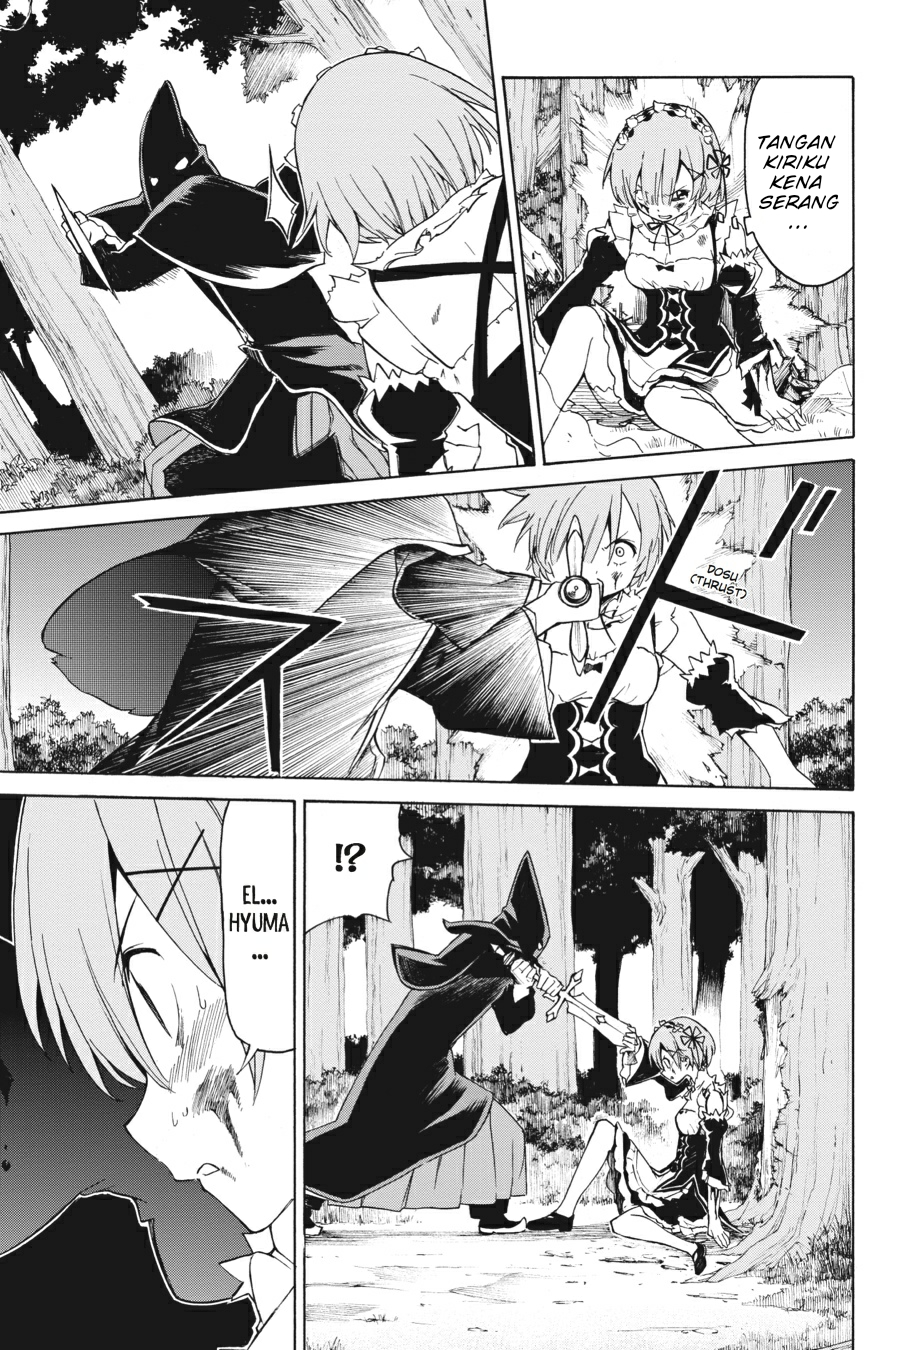 TANGAN
KIRIKU
KENA
SERANG
...
DOSU
(THRUST)
!?
EL...
HYUMA
...